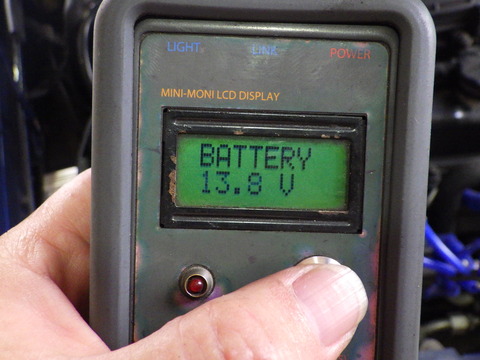 LIGHT LINE POWER
MINI-MONI LCD DISPLAY
BATTERY
13.8 V